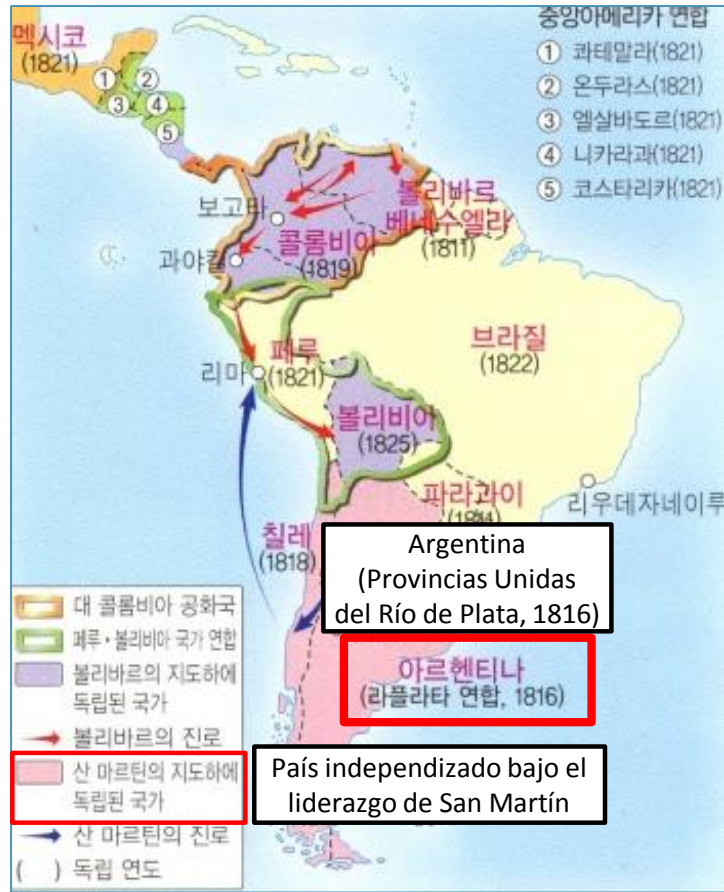 중앙아메리카 연합
① 콰테말라(1821)
② 온두라스(1821)
③ 엘살바도르(1821)
④ 니카라과(1821)
⑤ 코스타리카(1821)
멕시코
(1821)
①
②
③
④
⑤
보고타
볼리바르
베네수엘라
(1811)
콜롬비아
(1819)
과야킬
페루
(1821)
리마
브라질
(1822)
볼리비아
(1825)
파라과이
리우데자네이루
칠레
(1818)
Argentina
(Provincias Unidas
del Río de Plata, 1816)
아르헨티나
(라플라타 연합, 1816)
대 콜롬비아 공화국
페루·볼리비아 국가 연합
볼리바르의 지도하에
독립된 국가
볼리바르의 진로
산 마르틴의 지도하에
독립된 국가
País independizado bajo el
liderazgo de San Martín
산 마르틴의 진로
( ) 독립 연도